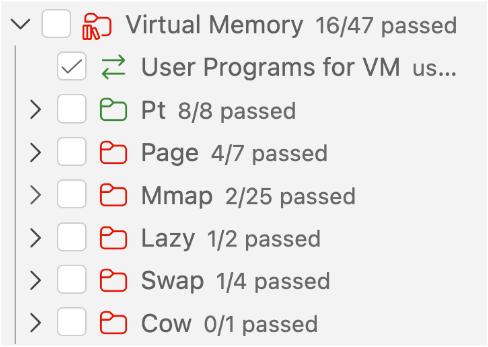 Virtual Memory 16/47 passed
User Programs for VM us...
Pt 8/8 passed
Page 4/7 passed
Mmap 2/25 passed
Lazy 1/2 passed
Swap 1/4 passed
Cow 0/1 passed